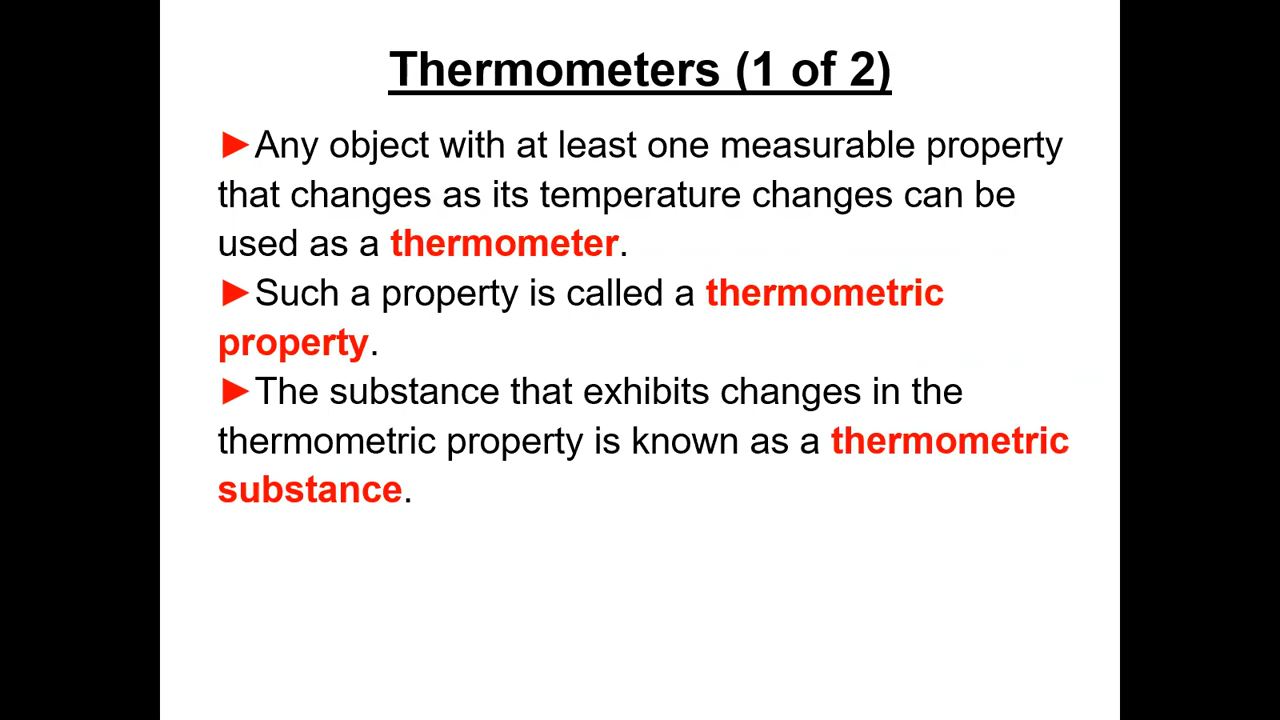 Thermometers (1 of 2)
►Any object with at least one measurable property
that changes as its temperature changes can be
used as a thermometer.
►Such a property is called a thermometric
property.
►The substance that exhibits changes in the
thermometric property is known as a thermometric
substance.